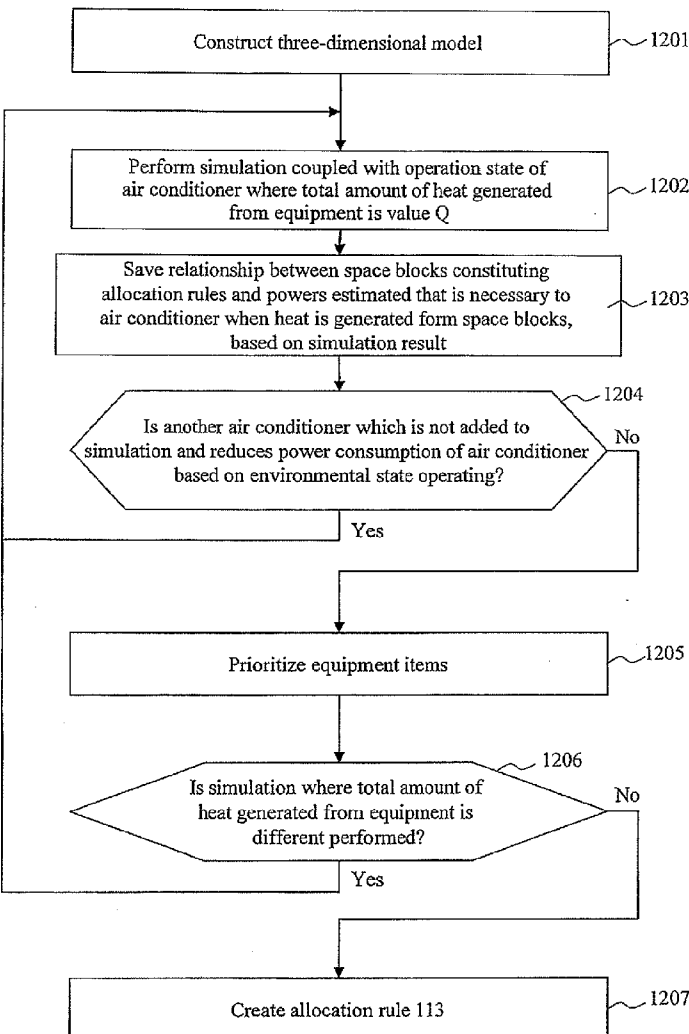 Construct three-dimensional model
1201
Perform simulation coupled with operation state of
air conditioner where total amount of heat generated
from equipment is value Q
1202
Save relationship between space blocks constituting
allocation rules and powers estimated that is necessary to
air conditioner when heat is generated form space blocks,
based on simulation result
1203
1204
Is another air conditioner which is not added to
simulation and reduces power consumption of air conditioner
based on environmental state operating?
No
Yes
Prioritize equipment items
1205
1206
Is simulation where total amount of
heat generated from equipment is
different performed?
No
Yes
Create allocation rule 113
1207